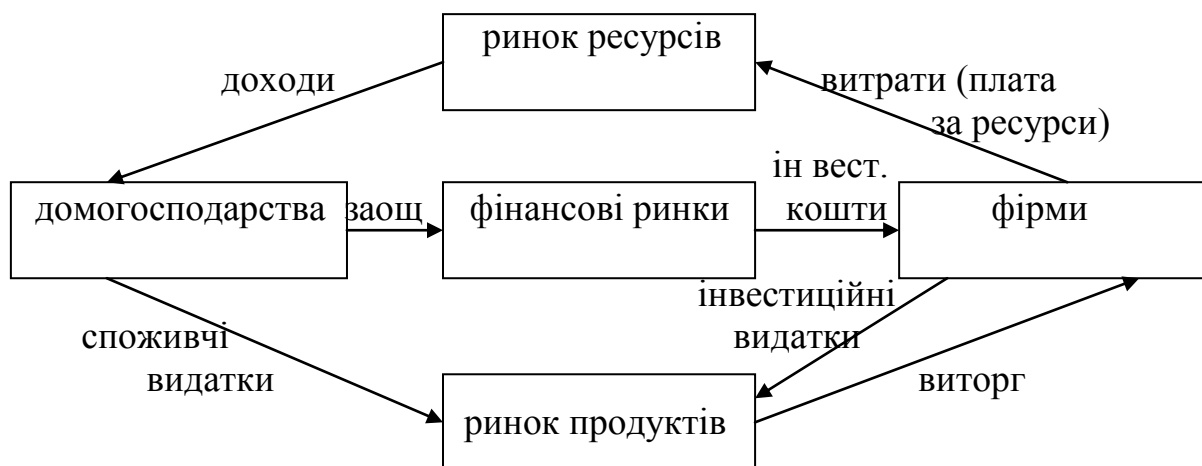 ринок ресурсів
доходи
витрати (плата
за ресурси)
ін вест.
домогосподарства
заощ
фінансові ринки
кошти
фірми
інвестиційні
видатки
споживчі
видатки
виторг
ринок продуктів